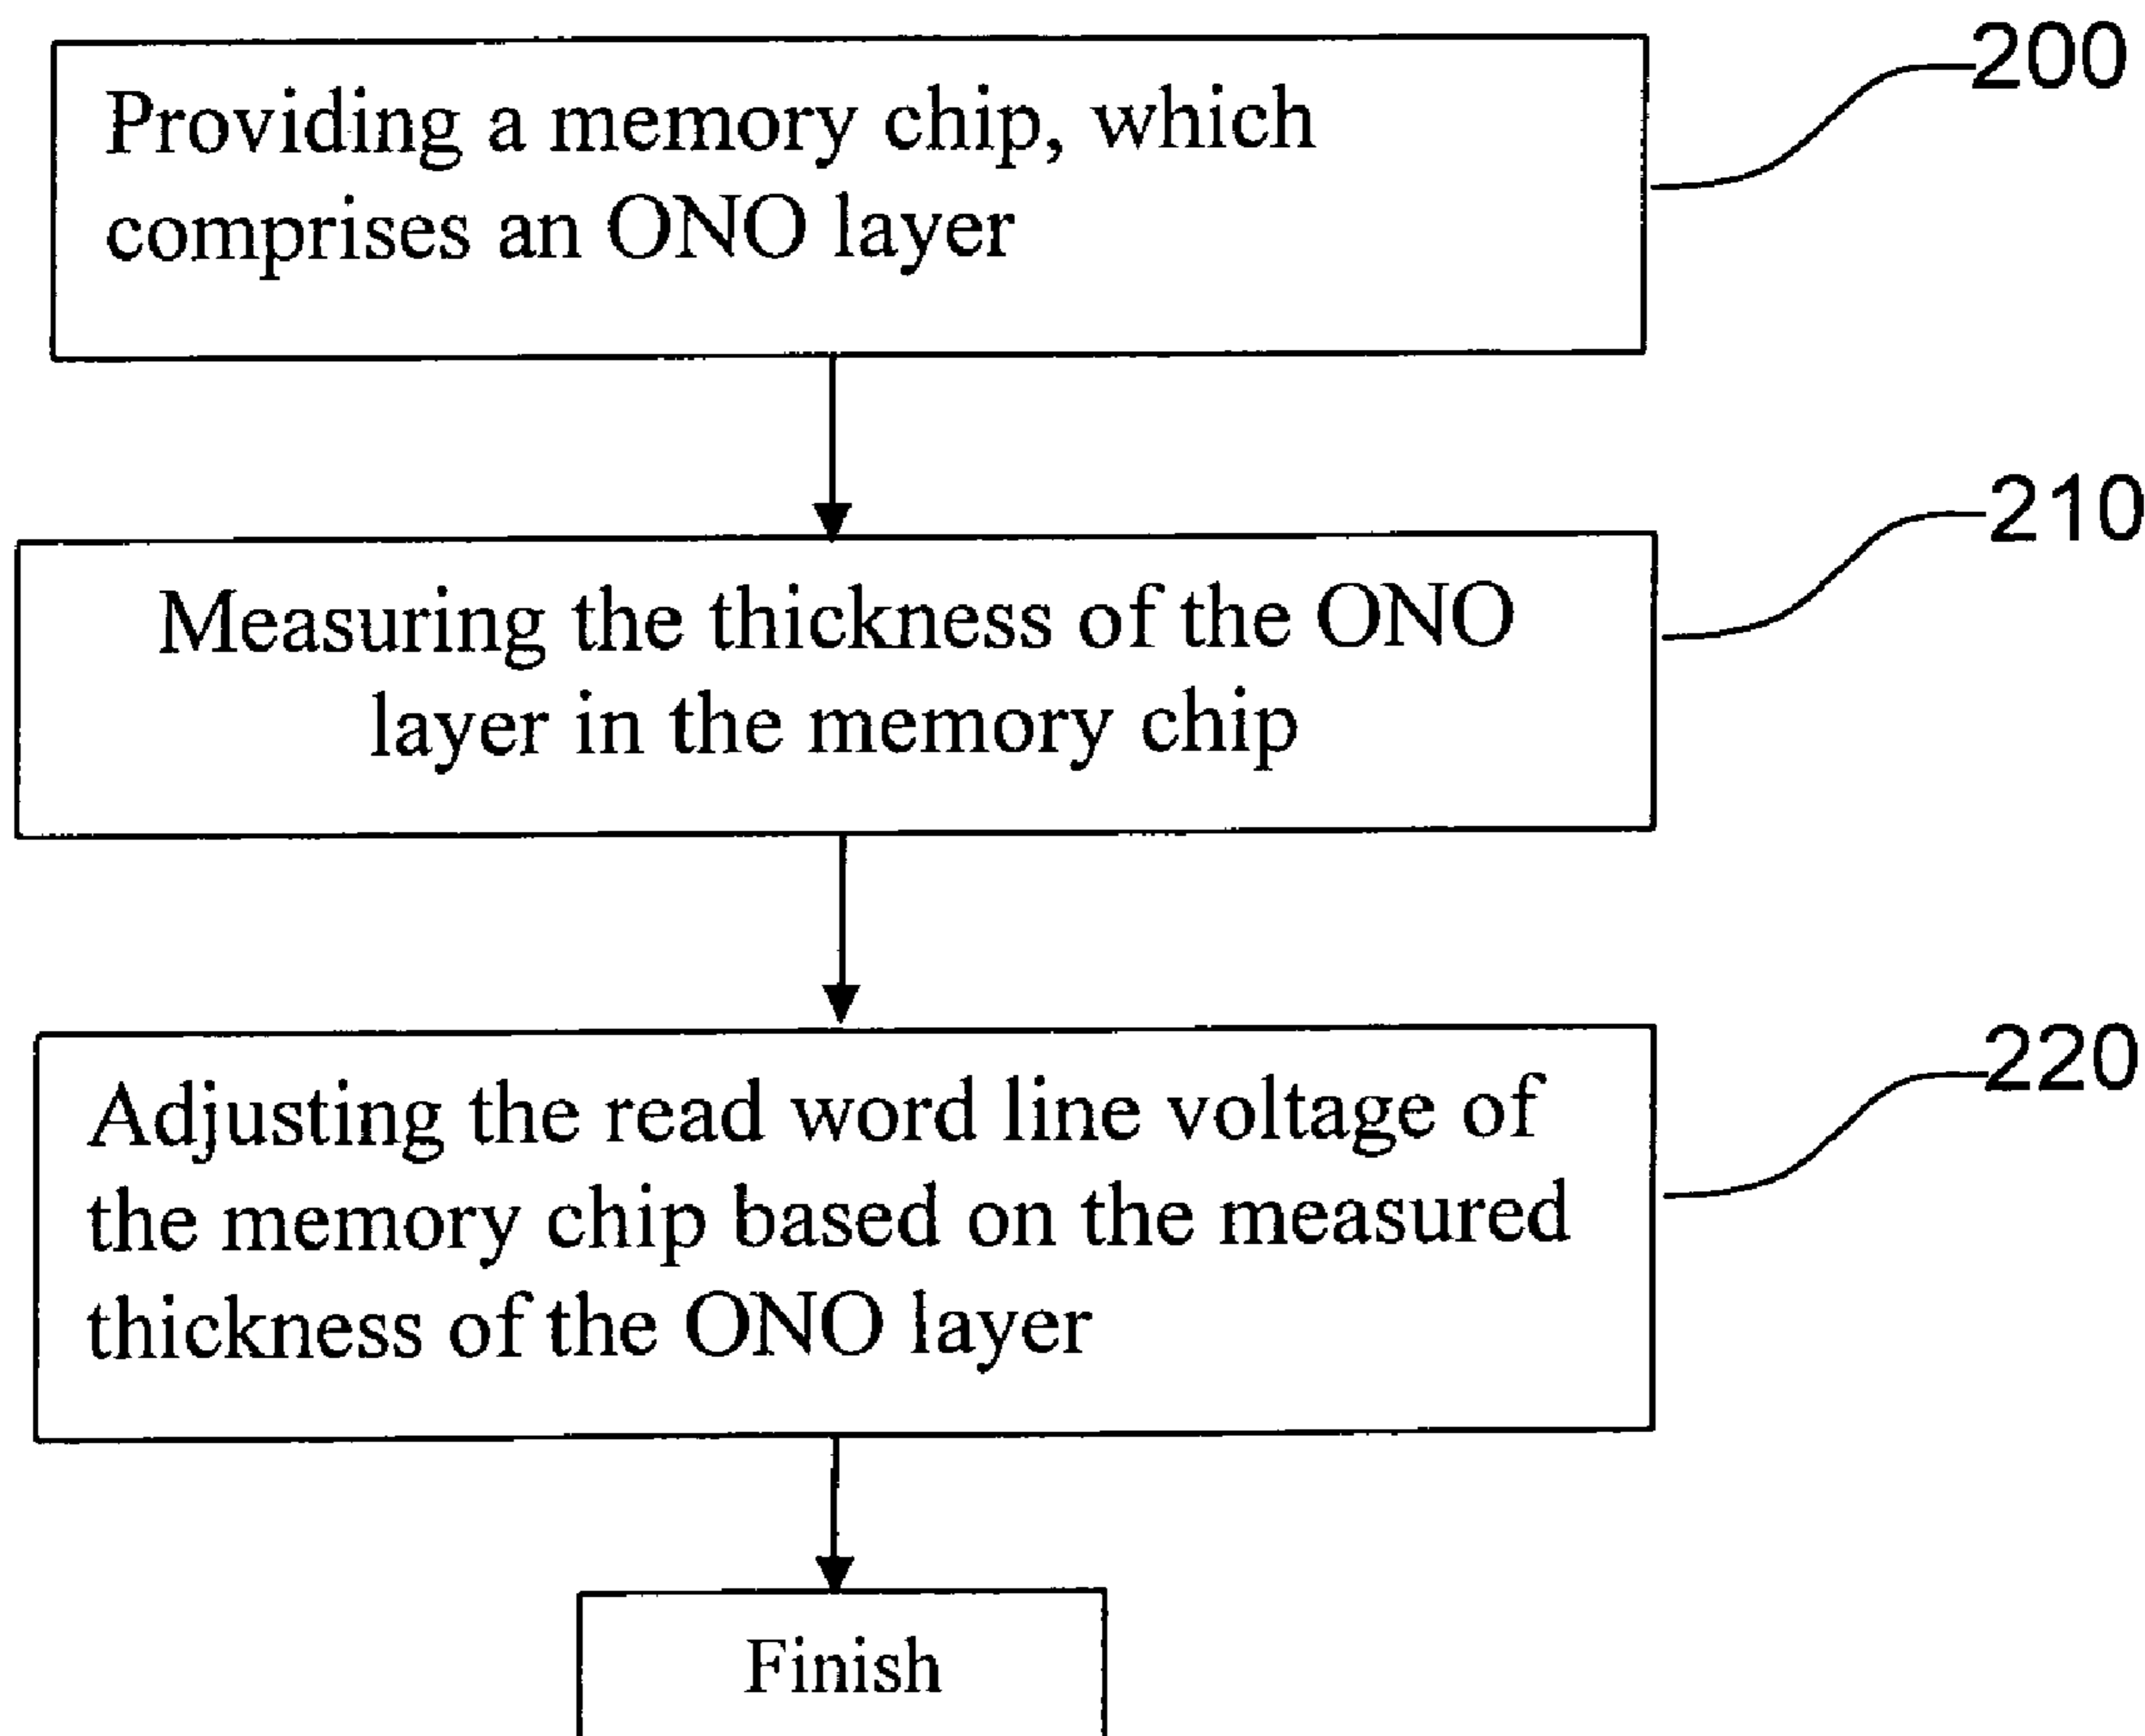 200
Providing a memory chip, which
comprises an ONO layer
210
Measuring the thickness of the ONO
layer in the memory chip
220
Adjusting the read word line voltage of
the memory chip based on the measured
thickness of the ONO layer
Finish